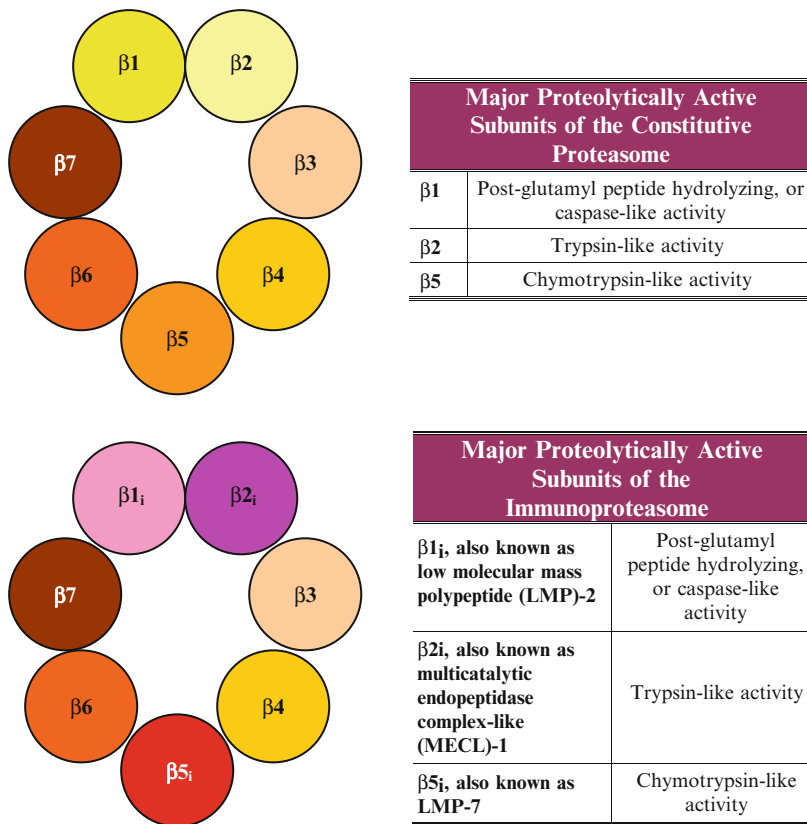 β1
β2
β7
β3
β6
β4
β5
Major Proteolytically Active
Subunits of the Constitutive
Proteasome
β1
Post-glutamyl peptide hydrolyzing, or
caspase-like activity
β2
Trypsin-like activity
β5
Chymotrypsin-like activity
β1i
β2i
β7
β3
β6
β4
β5i
Major Proteolytically Active
Subunits of the
Immunoproteasome
β1i, also known as
low molecular mass
polypeptide (LMP)-2
Post-glutamyl
peptide hydrolyzing,
or caspase-like
activity
β2i, also known as
multicatalytic
endopeptidase
complex-like
(MECL)-1
Trypsin-like activity
β5i, also known as
LMP-7
Chymotrypsin-like
activity